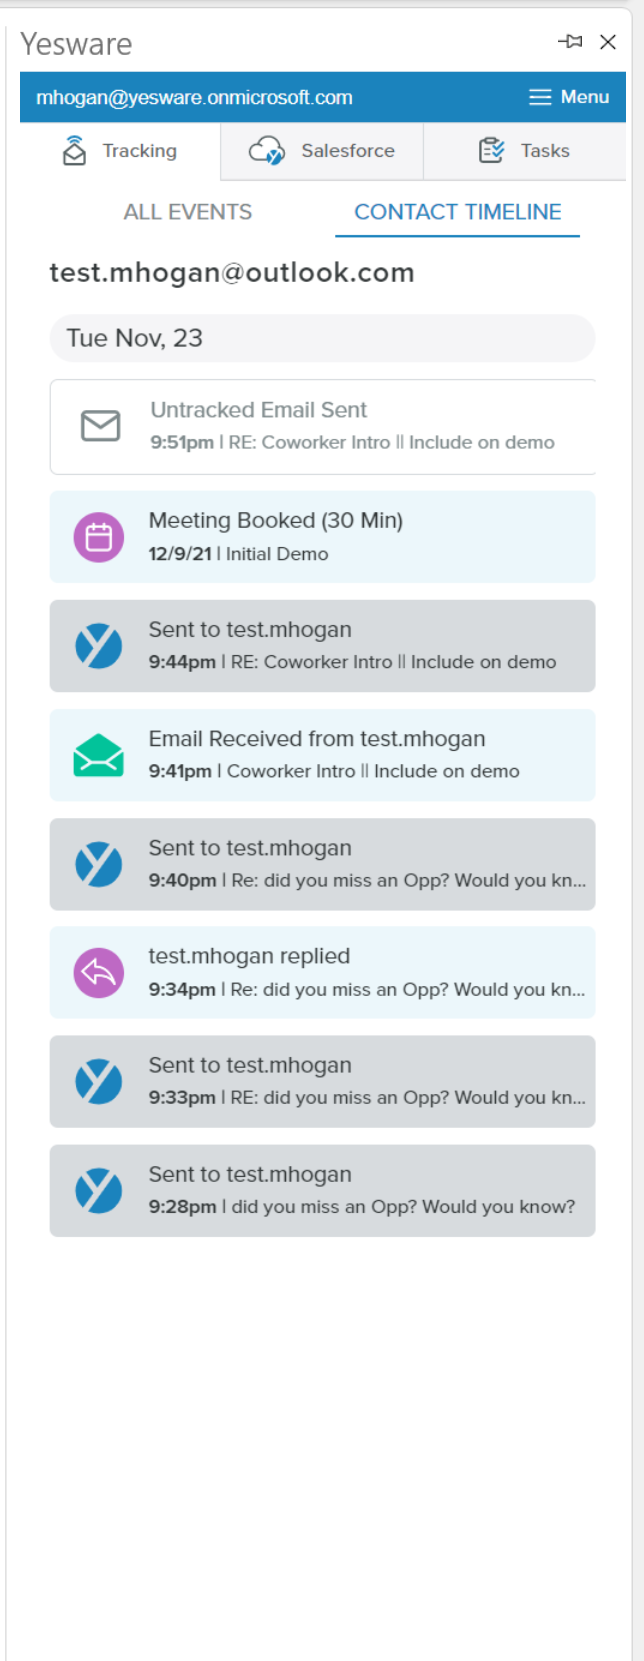 Yesware
mhogan@yesware.onmicrosoft.com
Menu
Tracking
Salesforce
Tasks
ALL EVENTS
CONTACT TIMELINE
test.mhogan@outlook.com
Tue Nov, 23
Untracked Email Sent
9:51pm | RE: Coworker Intro || Include on demo
Meeting Booked (30 Min)
12/9/21 | Initial Demo
Sent to test.mhogan
9:44pm | RE: Coworker Intro || Include on demo
Email Received from test.mhogan
9:41pm | Coworker Intro || Include on demo
Sent to test.mhogan
9:40pm | Re: did you miss an Opp? Would you kn...
test.mhogan replied
9:34pm | Re: did you miss an Opp? Would you kn...
Sent to test.mhogan
9:33pm | RE: did you miss an Opp? Would you kn...
Sent to test.mhogan
9:28pm | did you miss an Opp? Would you know?